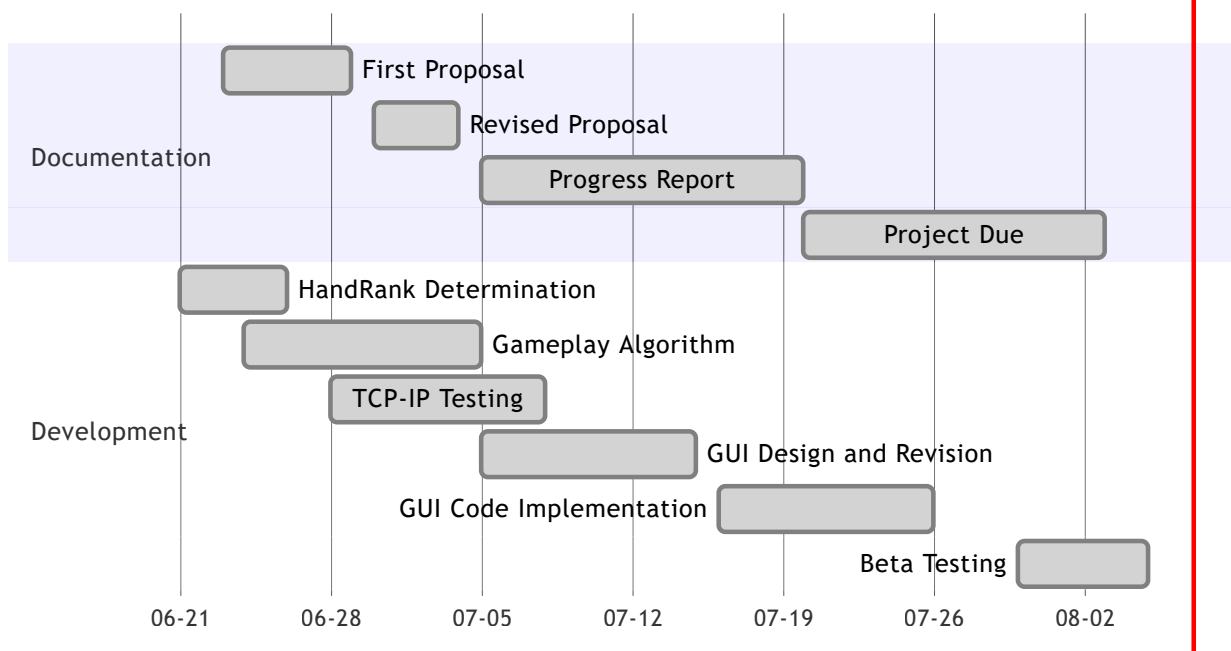 First Proposal
Revised Proposal
Documentation
Progress Report
Project Due
HandRank Determination
Gameplay Algorithm
TCP-IP Testing
Development
GUI Design and Revision
GUI Code Implementation
Beta Testing
06-21 06-28 07-05 07-12 07-19 07-26 08-02